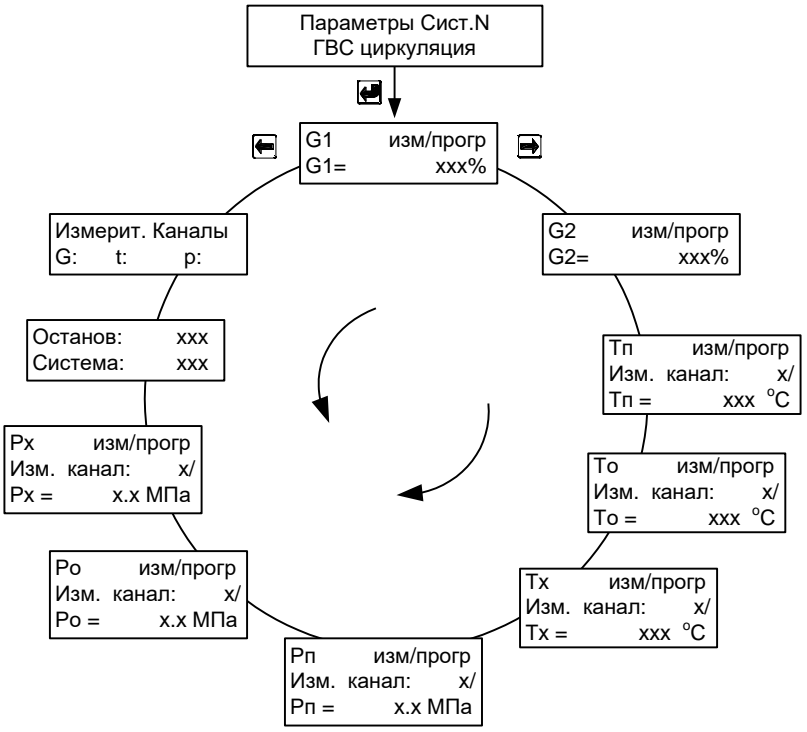 Параметры Сист.N
ГВС циркуляция
G1 изм/прогр
G1= xxx%
G2 изм/прогр
G2= xxx%
Тп изм/прогр
Изм. канал: x/
Тп = xxx °C
То изм/прогр
Изм. канал: x/
То = xxx °C
Тх изм/прогр
Изм. канал: x/
Тх = xxx °C
Рп изм/прогр
Изм. канал: x/
Рп = x.x МПа
Ро изм/прогр
Изм. канал: x/
Ро = x.x МПа
Рх изм/прогр
Изм. канал: x/
Рх = x.x МПа
Останов: xxx
Система: xxx
Измерит. Каналы
G: t: p: